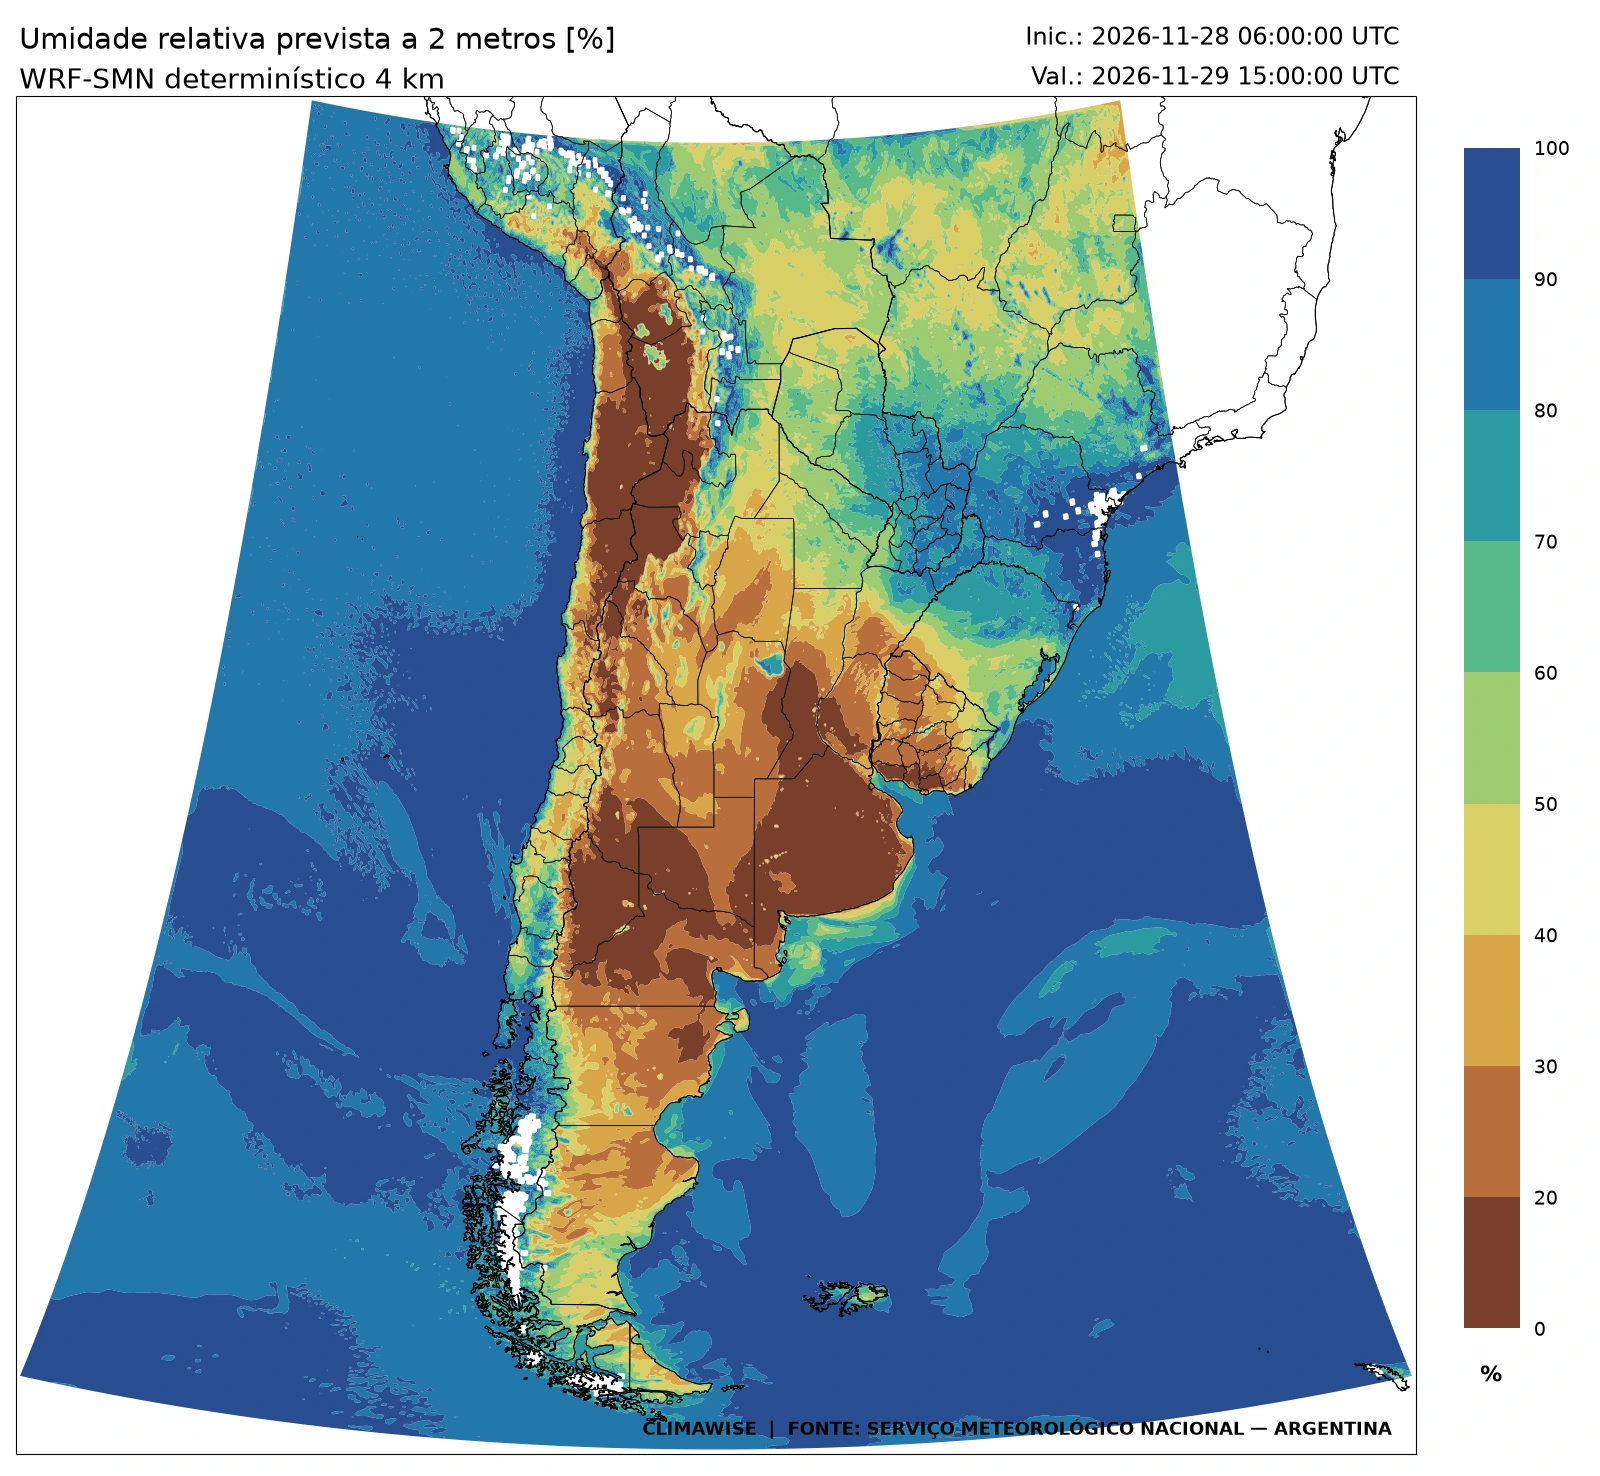 Umidade relativa prevista a 2 metros [%]
WRF-SMN determinístico 4 km
Inic.: 2026-11-28 06:00:00 UTC
Val.: 2026-11-29 15:00:00 UTC
100
90
80
70
60
50
40
30
20
0
%
CLIMAWISE | FONTE: SERVIÇO METEOROLÓGICO NACIONAL — ARGENTINA